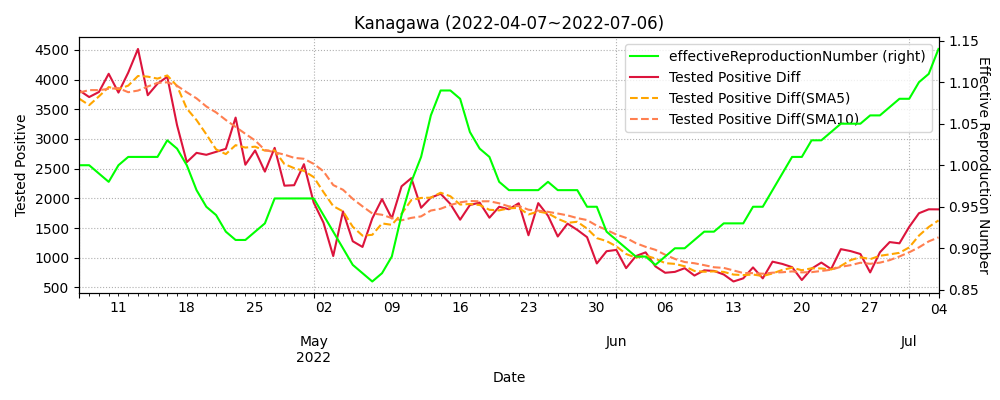 Kanagawa (2022-04-07~2022-07-06)
effectiveReproductionNumber (right)
Tested Positive Diff
Tested Positive Diff(SMA5)
Tested Positive Diff(SMA10)
Tested Positive
4500
4000
3500
3000
2500
2000
1500
1000
500
1.15
1.10
1.05
1.00
0.95
0.90
0.85
Effective Reproduction Number
11 18 25 02 09 16 23 30 06 13 20 27 04
May Jun Jul
2022
Date